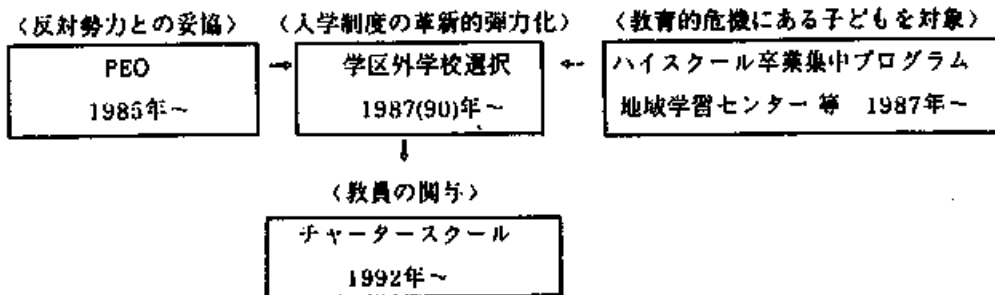 〈反対勢力との妥協〉
PEO
1985年~
〈入学制度の革新的弾力化〉
学区外学校選択
1987(90)年~
〈教育的危機にある子どもを対象〉
ハイスクール卒業集中プログラム
地域学習センター 等 1987年~
〈教員の関与〉
チャータースクール
1992年~